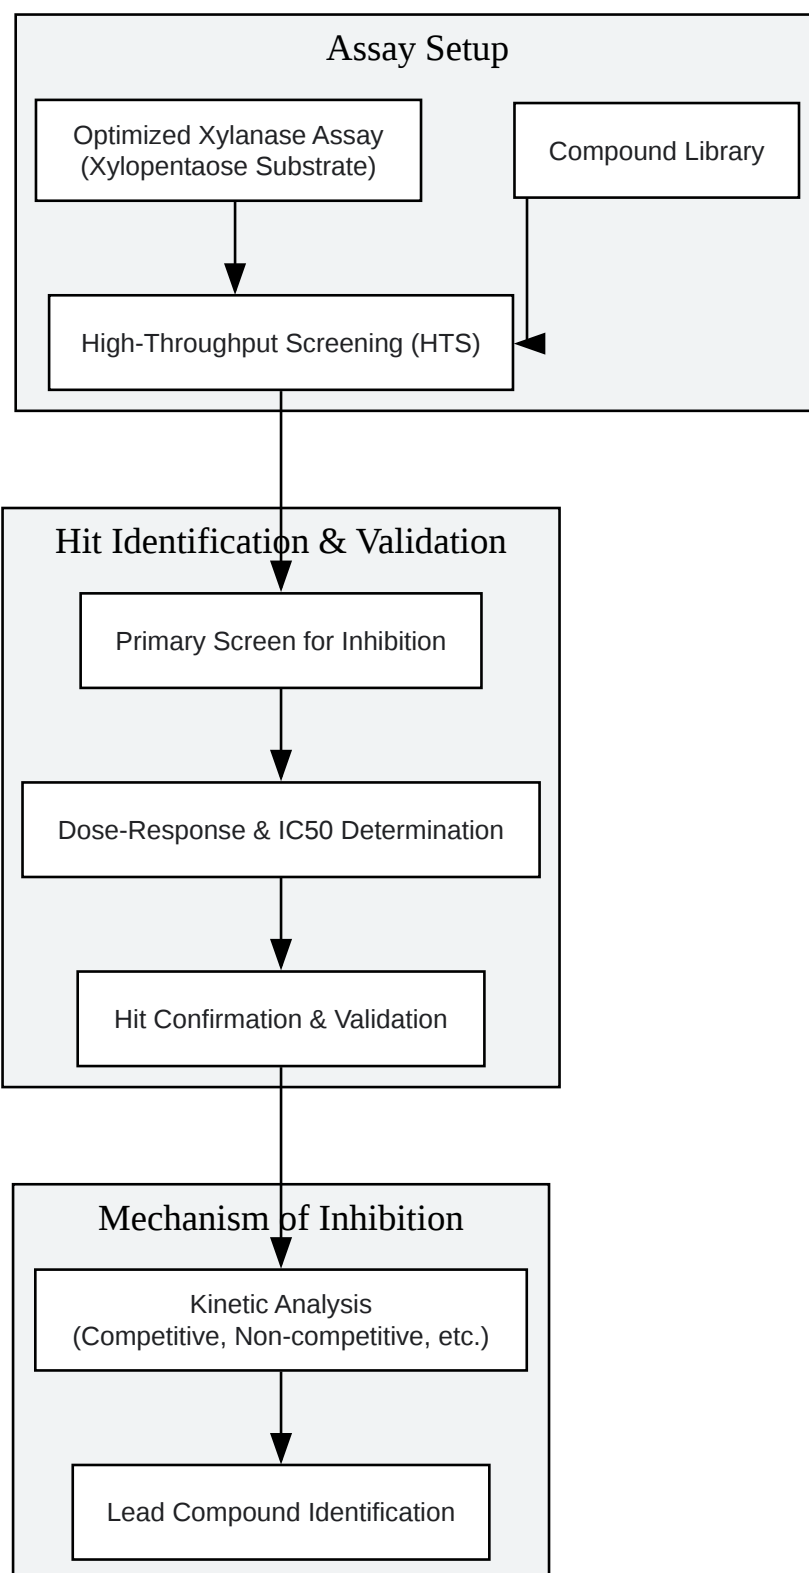 Assay Setup
Optimized Xylanase Assay
(Xylopentaose Substrate)
Compound Library
High-Throughput Screening (HTS)
Hit Identification & Validation
Primary Screen for Inhibition
Dose-Response & IC50 Determination
Hit Confirmation & Validation
Mechanism of Inhibition
Kinetic Analysis
(Competitive, Non-competitive, etc.)
Lead Compound Identification